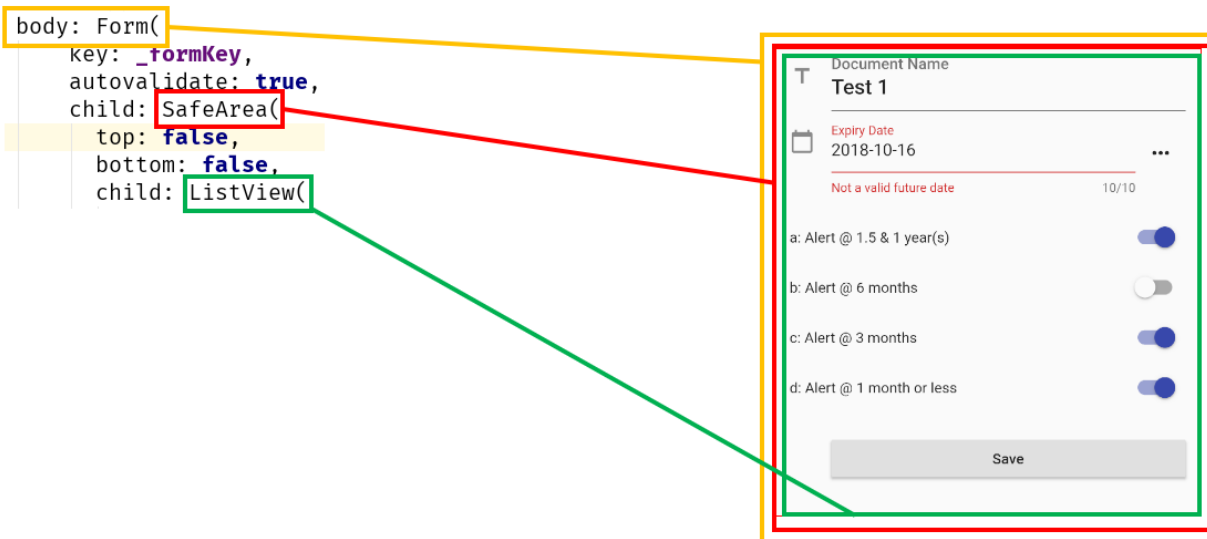 body: Form(
key: _formKey,
autovalidate: true,
child: SafeArea(
top: false,
bottom: false,
child: ListView(
Document Name
Test 1
Expiry Date
2018-10-16
Not a valid future date 10/10
a: Alert @ 1.5 & 1 year(s)
b: Alert @ 6 months
c: Alert @ 3 months
d: Alert @ 1 month or less
Save